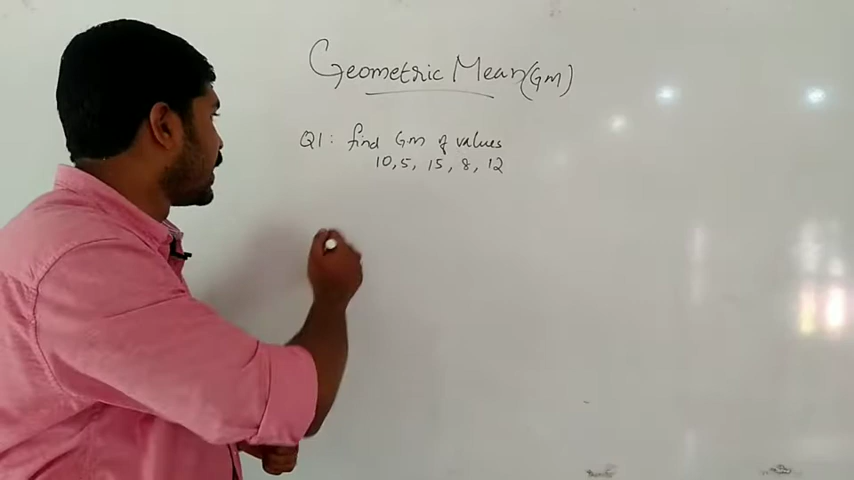 Geometric Mean(GM)
Q1: find GM of values
10,5, 15, 8, 12